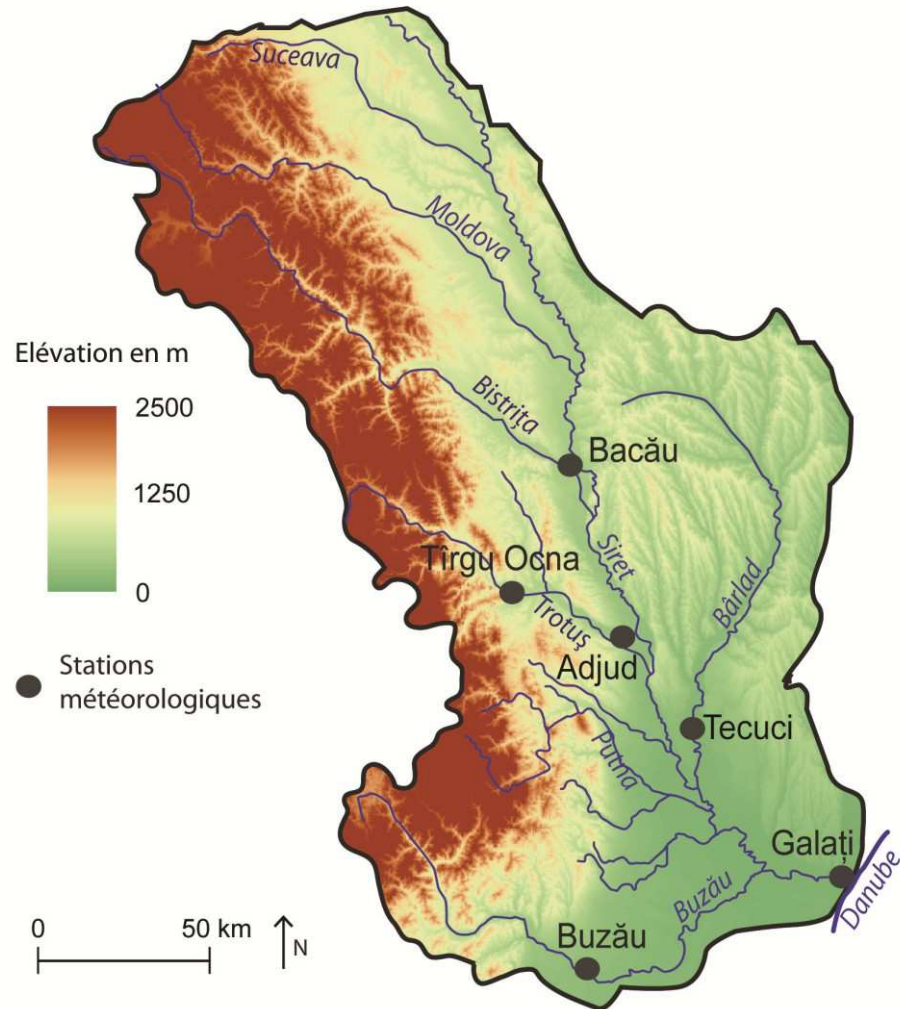 Suceava
Moldova
Elévation en m
2500
1250
0
Bistrița
Bacău
Tîrgu Ocna
Siret
Trotuş
Bârlad
Stations
météorologiques
Adjud
Tecuci
Putna
Galați
Danube
Buzău
Buzău
0 50 km
N